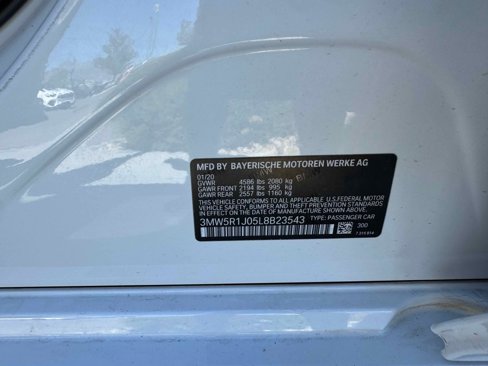 MFD BY BAYERISCHE MOTOREN WERKE AG
01/20
GVWR 4586 lbs 2080 kg
GAWR FRONT 2194 lbs 995 kg
GAWR REAR 2557 lbs 1160 kg
THIS VEHICLE CONFORMS TO ALL APPLICABLE U.S.FEDERAL MOTOR
VEHICLE SAFETY, BUMPER AND THEFT PREVENTION STANDARDS
IN EFFECT ON THE DATE OF MANUFACTURE SHOWN ABOVE.
3MW5R1J05L8B23543 TYPE: PASSENGER CAR
300